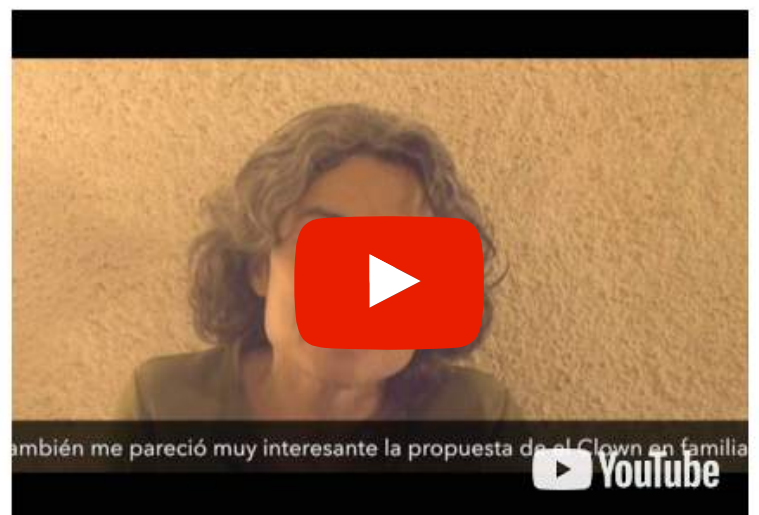 ambién me pareció muy interesante la propuesta de el Clown en familia
YouTube